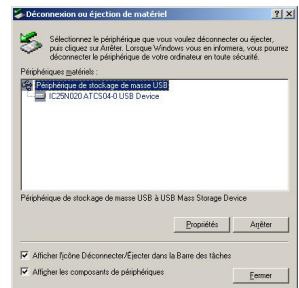 Déconnexion ou éjection de matériel
Sélectionnez le périphérique que vous voulez déconnecter ou éjecter,
puis cliquez sur Arrêter. Lorsque Windows vous en informera, vous pourrez
déconnecter le périphérique de votre ordinateur en toute sécurité.
Périphériques matériels :
Périphérique de stockage de masse USB
IC25N020 ATCS04-0 USB Device
Périphérique de stockage de masse USB à USB Mass Storage Device
Propriétés
Arrêter
Afficher l'icône Déconnecter/Éjecter dans la Barre des tâches
Afficher les composants de périphériques
Fermer